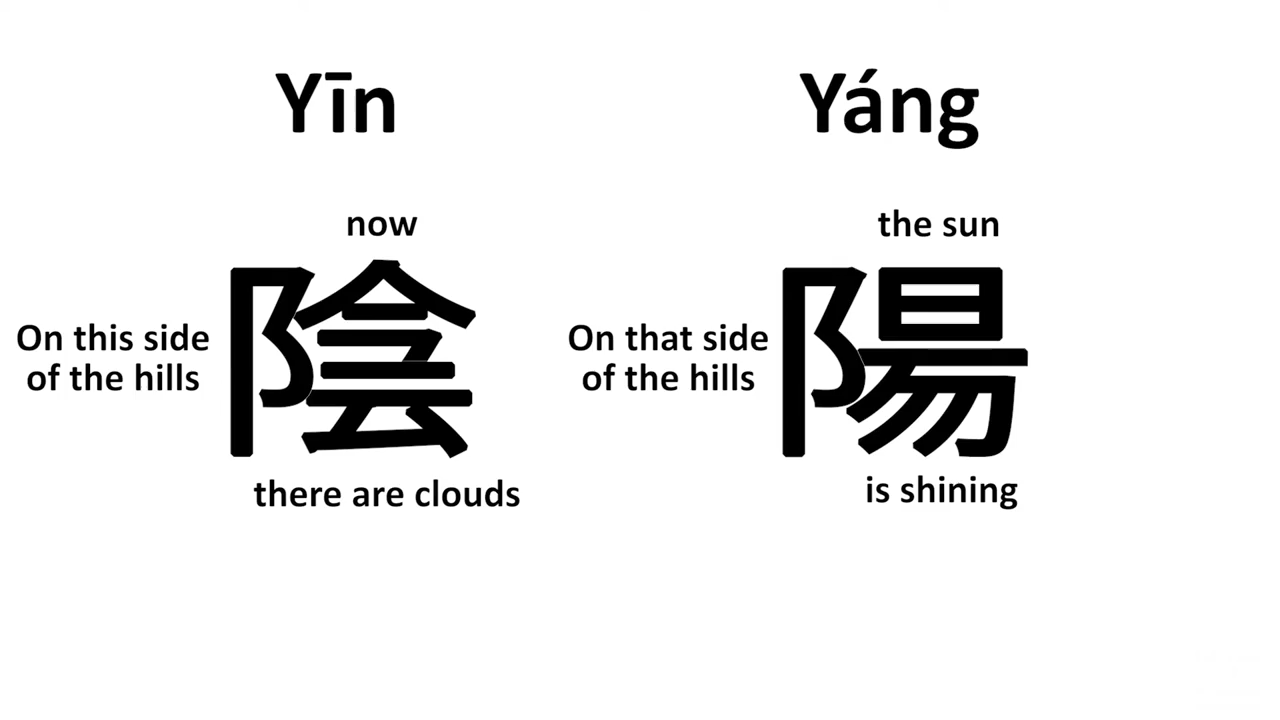 Yīn
now
On this side
of the hills
陰
there are clouds
Yáng
the sun
On that side
of the hills
陽
is shining